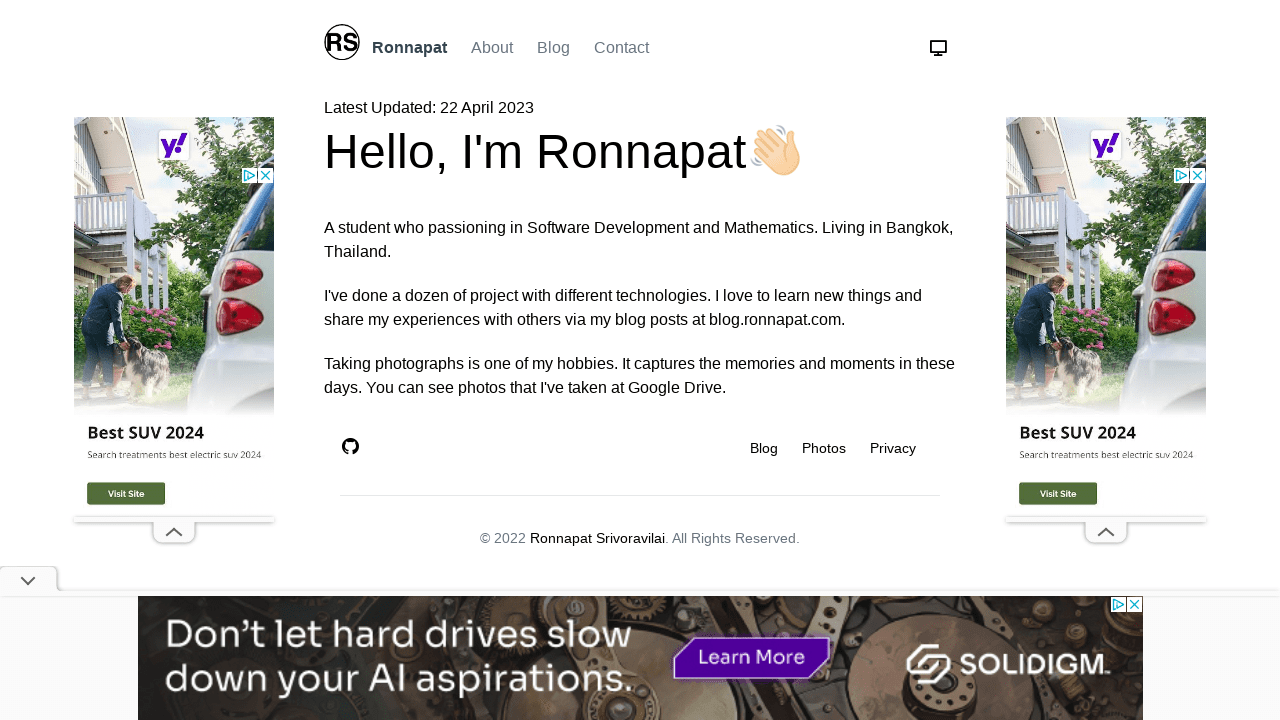 RS Ronnapat About Blog Contact
Latest Updated: 22 April 2023
Hello, I'm Ronnapat👋🏻
A student who passioning in Software Development and Mathematics. Living in Bangkok,
Thailand.
I've done a dozen of project with different technologies. I love to learn new things and
share my experiences with others via my blog posts at blog.ronnapat.com.
Taking photographs is one of my hobbies. It captures the memories and moments in these
days. You can see photos that I've taken at Google Drive.
Blog Photos Privacy
© 2022 Ronnapat Srivoravilai. All Rights Reserved.
y!
Best SUV 2024
Search treatments best electric suv 2024
Visit Site
y!
Best SUV 2024
Search treatments best electric suv 2024
Visit Site
Don't let hard drives slow
down your AI aspirations.
Learn More
SOLIDIGM™